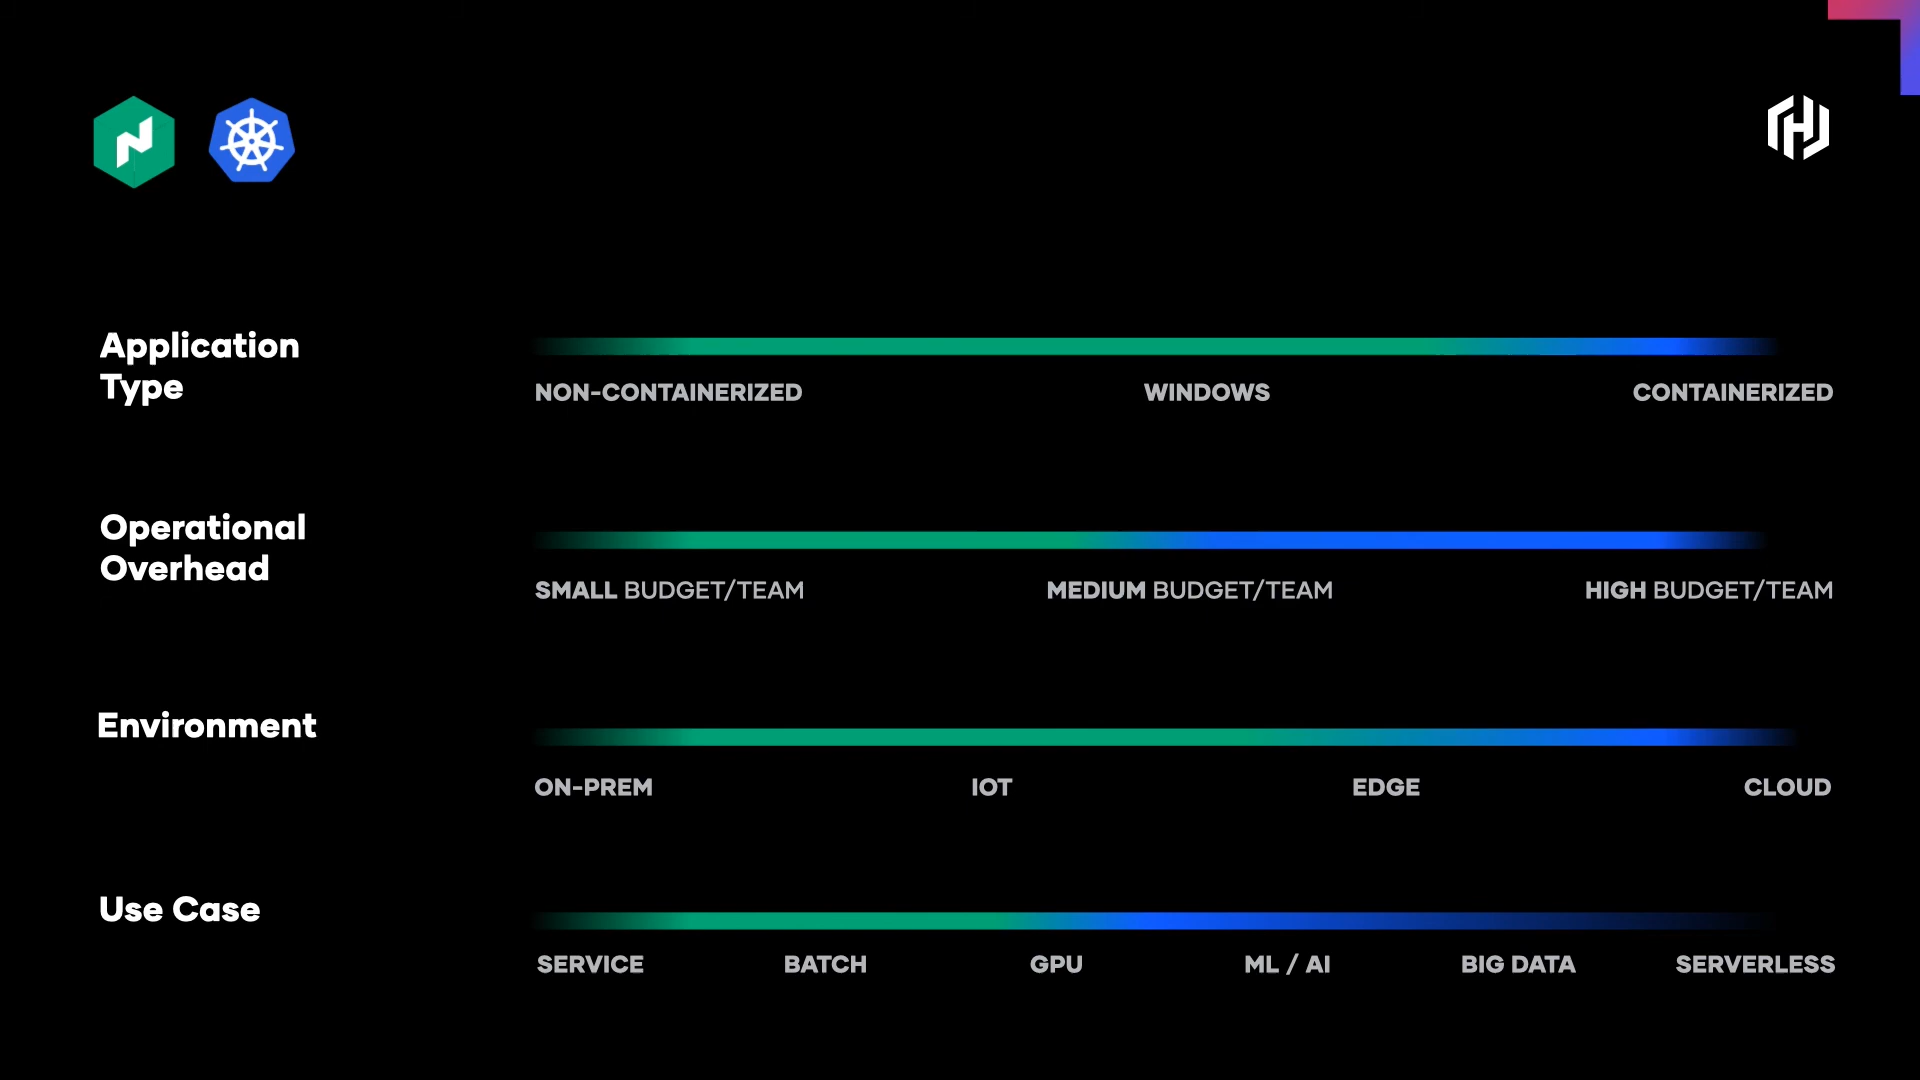 Application
Type
NON-CONTAINERIZED WINDOWS CONTAINERIZED
Operational
Overhead
SMALL BUDGET/TEAM MEDIUM BUDGET/TEAM HIGH BUDGET/TEAM
Environment
ON-PREM IOT EDGE CLOUD
Use Case
SERVICE BATCH GPU ML / AI BIG DATA SERVERLESS